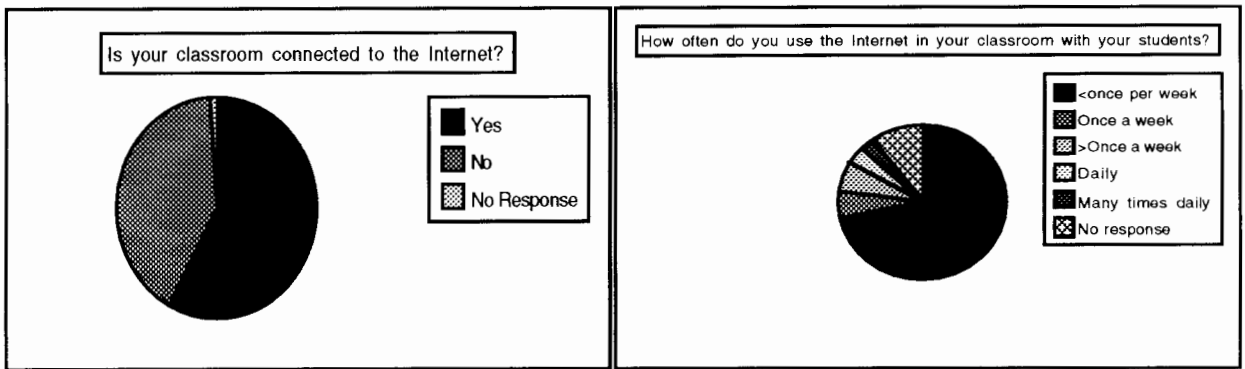 Is your classroom connected to the Internet?
Yes
No
No Response
How often do you use the Internet in your classroom with your students?
<once per week
Once a week
>Once a week
Daily
Many times daily
No response